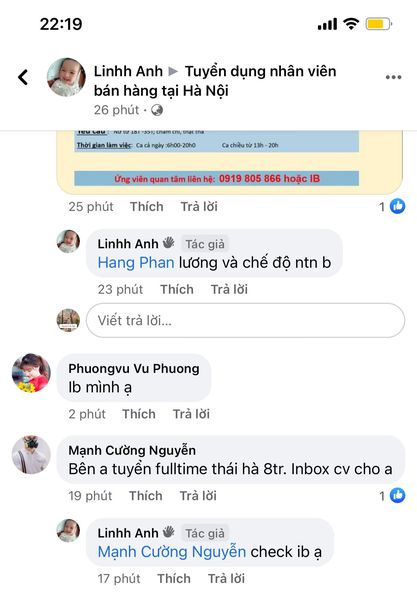 22:19
Linhh Anh ▸ Tuyển dụng nhân viên
bán hàng tại Hà Nội
26 phút ·
Yêu cầu Nữ từ 18T -35T, chăm chỉ, thật thà
Thời gian làm việc: Ca cả ngày :6h00-20h0 Ca chiều từ 13h - 20h
Ứng viên quan tâm liên hệ: 0919 805 866 hoặc IB
25 phút Thích Trả lời 1
Linhh Anh Tác giả
Hang Phan lương và chế độ ntn b
23 phút Thích Trả lời
Viết trả lời...
Phuongvu Vu Phuong
Ib mình ạ
2 phút Thích Trả lời
Mạnh Cường Nguyễn
Bên a tuyển fulltime thái hà 8tr. Inbox cv cho a
19 phút Thích Trả lời 1
Linhh Anh Tác giả
Mạnh Cường Nguyễn check ib ạ
17 phút Thích Trả lời